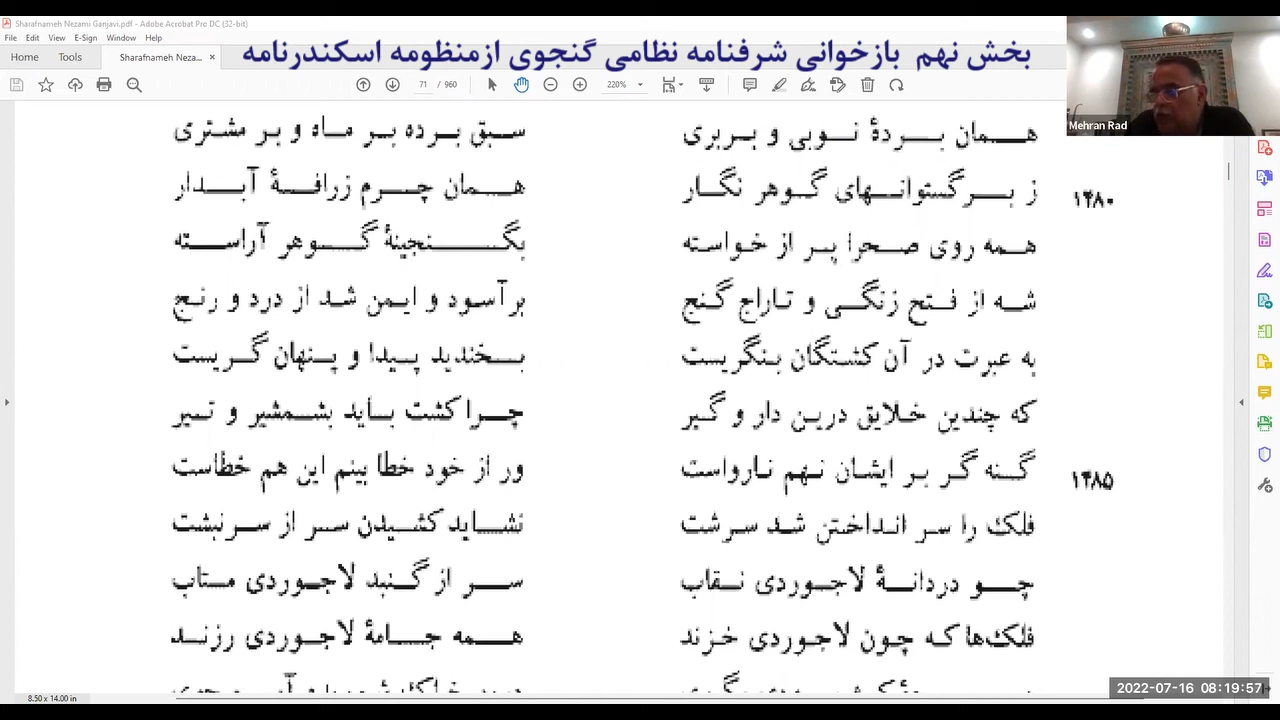 Sharafnameh Nezami Ganjavi.pdf - Adobe Acrobat Pro DC (32-bit)
File Edit View E-Sign Window Help
Home Tools Sharafnameh Neza... ×
بخش نهم بازخوانی شرفنامه نظامی گنجوی ازمنظومه اسکندرنامه
71 / 960 220%
Mehran Rad
همان بردهٔ نوبی و بربری سبق برده بر ماه و بر مشتری
۱۴۸۰ ز برگستوانهای گوهر نگار همان چرم زرافهٔ آبدار
همه روی صحرا پر از خواسته بگنجینهٔ گوهر آراسته
شه از فتح زنگی و تاراج گنج برآسود و ایمن شد از درد و رنج
به عبرت در آن کشتگان بنگریست بخندید پیدا و پنهان گریست
که چندین خلایق درین دار و گیر چرا کشت باید بشمشیر و تیر
۱۴۸۵ گنه گر بر ایشان نهم نارواست ور از خود خطا بینم این هم خطاست
فلک را سر انداختن شد سرشت نشاید کشیدن سر از سرنبشت
چو دردانهٔ لاجوردی نقاب سر از گنبد لاجوردی متاب
فلک‌ها که چون لاجوردی خزند همه جامهٔ لاجوردی رزند
8.50 x 14.00 in
2022-07-16 08:19:57